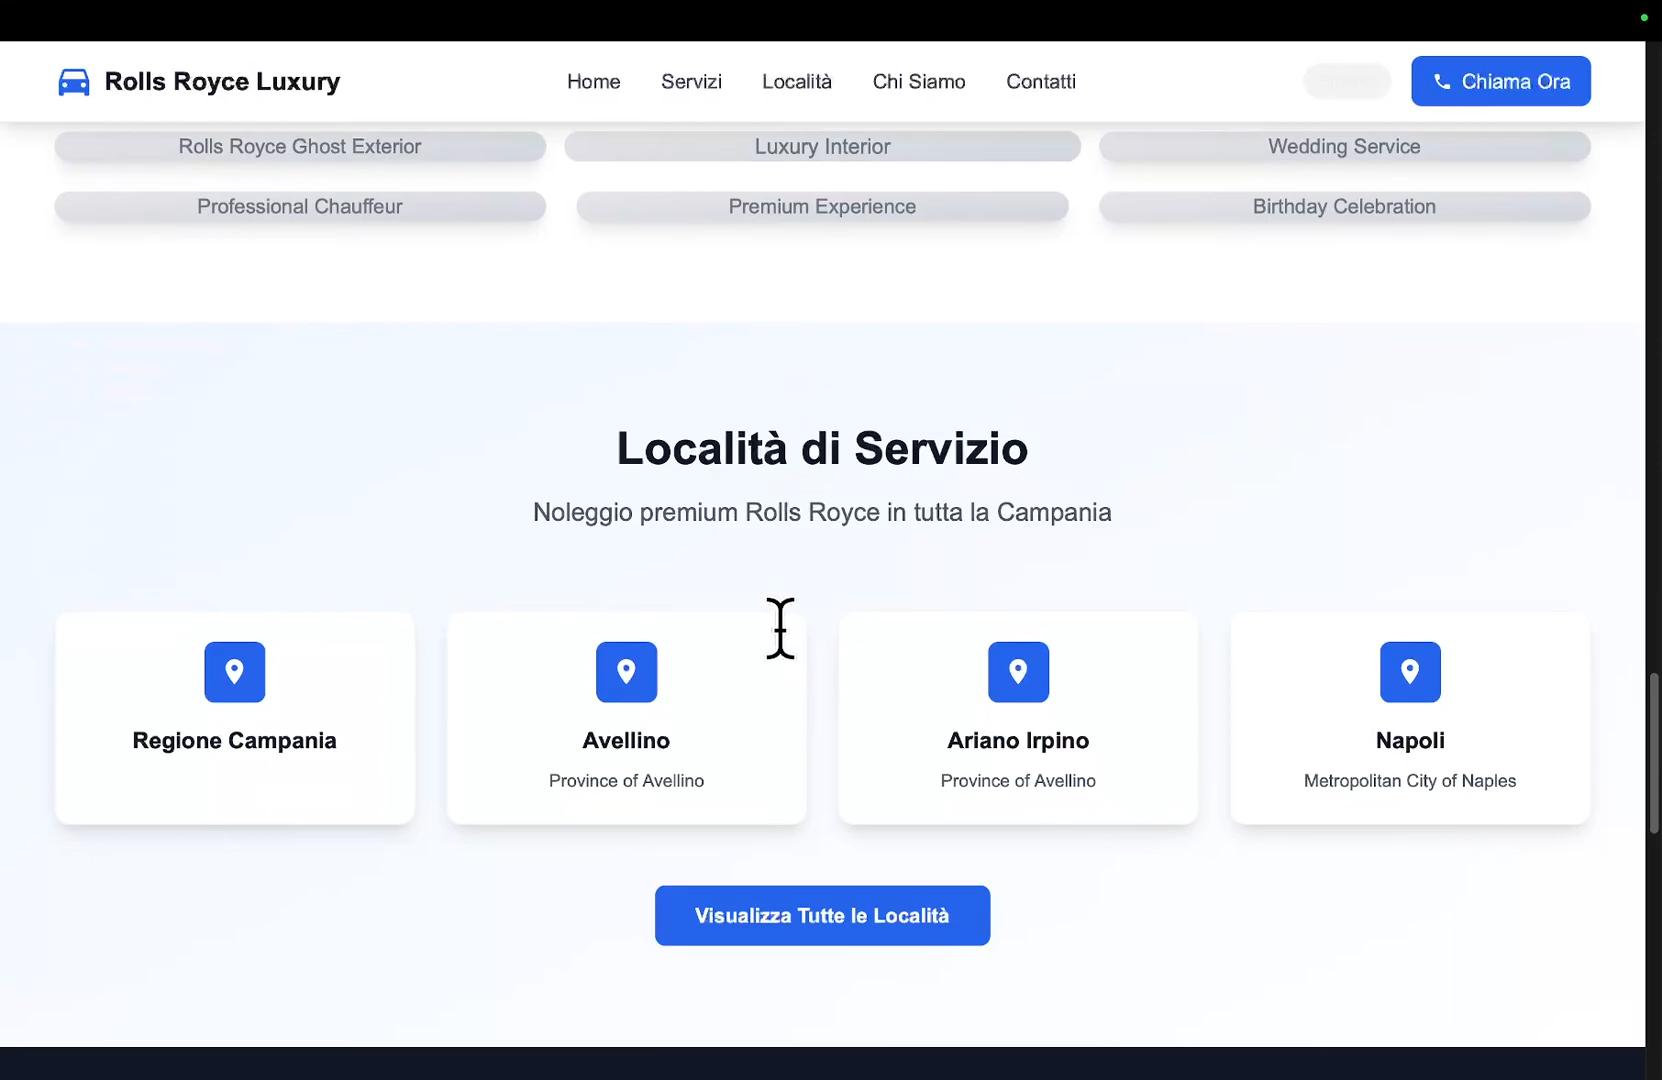 Rolls Royce Luxury
Home Servizi Località Chi Siamo Contatti
Chiama Ora
Rolls Royce Ghost Exterior Luxury Interior Wedding Service
Professional Chauffeur Premium Experience Birthday Celebration
Località di Servizio
Noleggio premium Rolls Royce in tutta la Campania
Regione Campania Avellino Ariano Irpino Napoli
Province of Avellino Province of Avellino Metropolitan City of Naples
Visualizza Tutte le Località